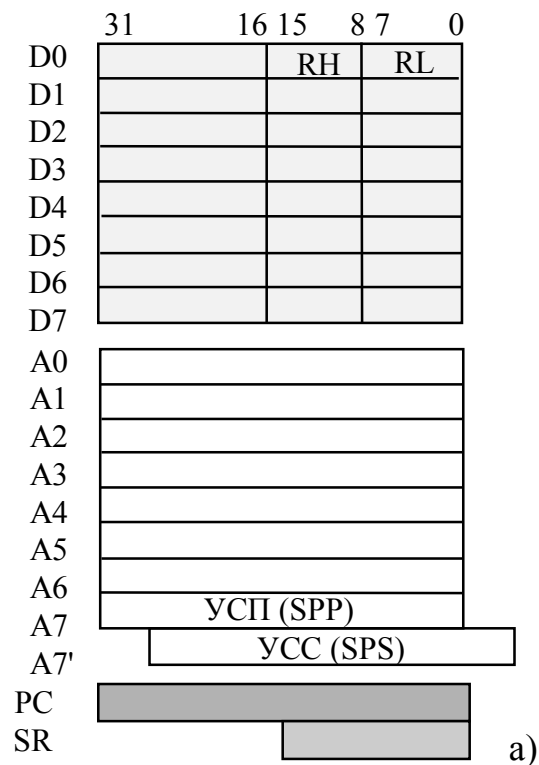 31 16 15 8 7 0
D0 RH RL
D1
D2
D3
D4
D5
D6
D7
A0
A1
A2
A3
A4
A5
A6
A7 УСП (SPP)
A7' УСС (SPS)
PC
SR а)